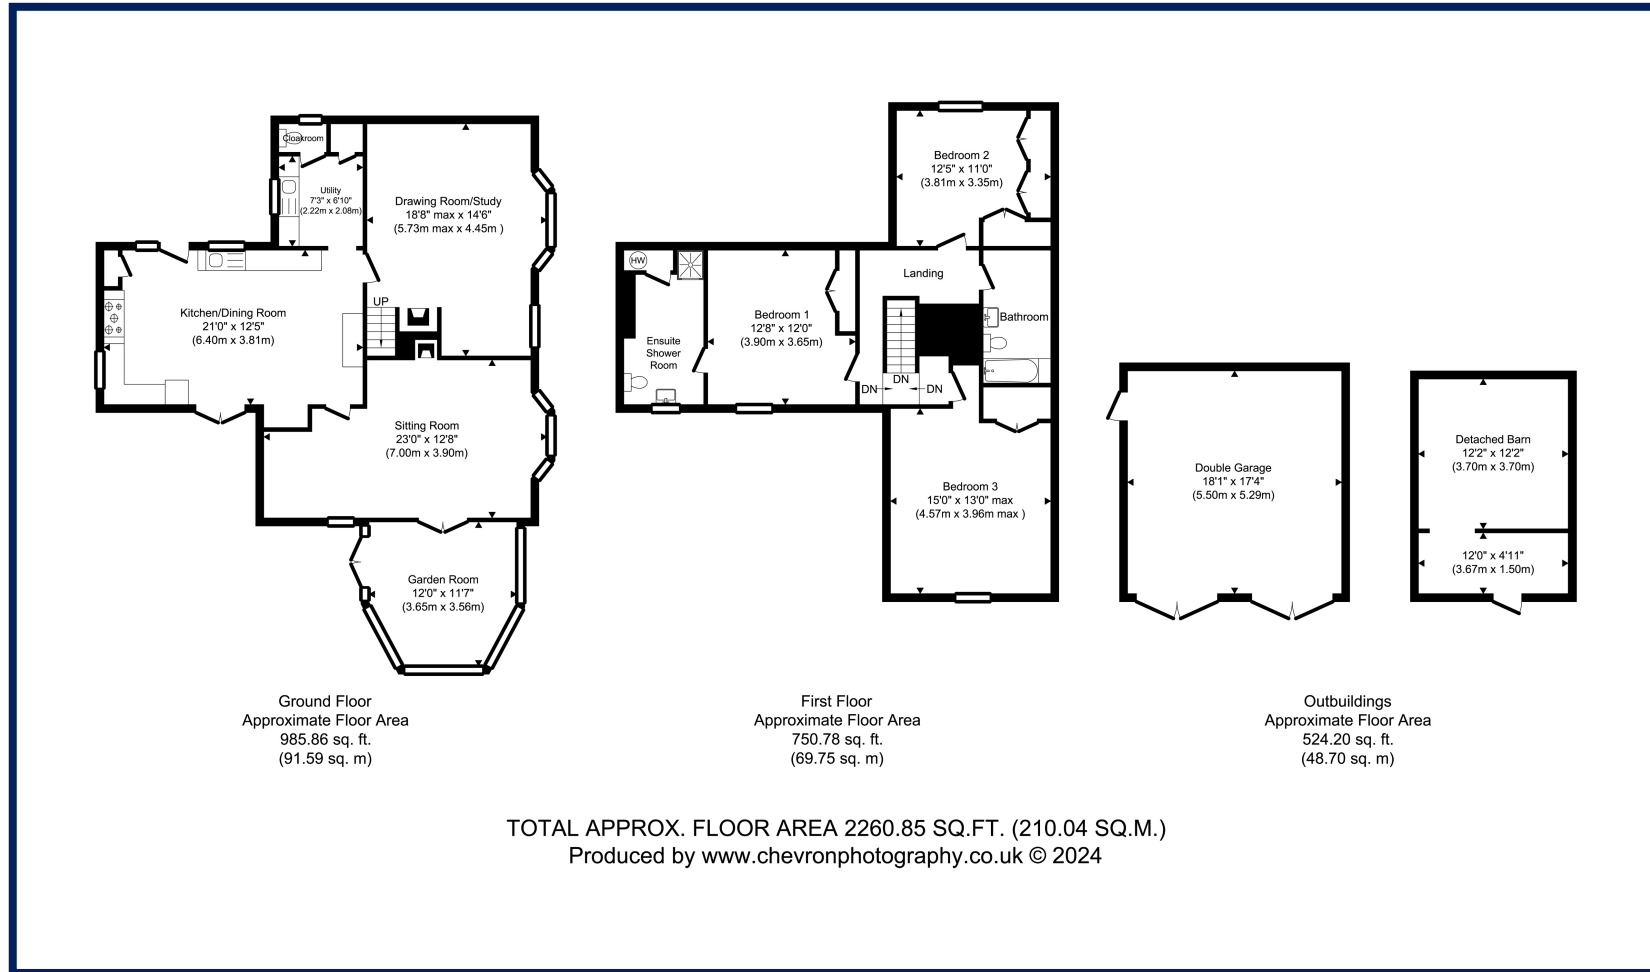 Cloakroom
Utility
7'3" x 6'10"
(2.22m x 2.08m)
Drawing Room/Study
18'8" max x 14'6"
(5.73m max x 4.45m )
UP
Kitchen/Dining Room
21'0" x 12'5"
(6.40m x 3.81m)
Sitting Room
23'0" x 12'8"
(7.00m x 3.90m)
Garden Room
12'0" x 11'7"
(3.65m x 3.56m)
Ground Floor
Approximate Floor Area
985.86 sq. ft.
(91.59 sq. m)
Bedroom 2
12'5" x 11'0"
(3.81m x 3.35m)
HW
Landing
Bedroom 1
12'8" x 12'0"
(3.90m x 3.65m)
Bathroom
Ensuite
Shower
Room
DN
DN
DN
Bedroom 3
15'0" x 13'0" max
(4.57m x 3.96m max )
First Floor
Approximate Floor Area
750.78 sq. ft.
(69.75 sq. m)
Double Garage
18'1" x 17'4"
(5.50m x 5.29m)
Detached Barn
12'2" x 12'2"
(3.70m x 3.70m)
12'0" x 4'11"
(3.67m x 1.50m)
Outbuildings
Approximate Floor Area
524.20 sq. ft.
(48.70 sq. m)
TOTAL APPROX. FLOOR AREA 2260.85 SQ.FT. (210.04 SQ.M.)
Produced by www.chevronphotography.co.uk © 2024